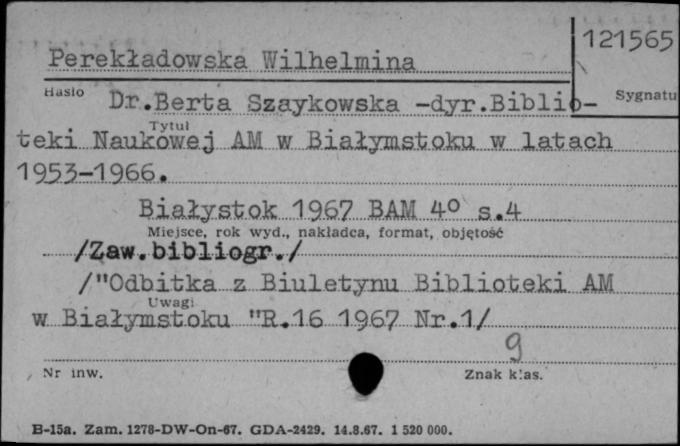 121565
Perekładowska Wilhelmina
Hasło
Sygnatu
Dr.Berta Szaykowska -dyr.Biblio-
Tytuł
teki Naukowej AM w Białymstoku w latach
1953-1966.
Białystok 1967 BAM 4° s.4
Miejsce, rok wyd., nakładca, format, objętość
/Zaw.bibliogr./
/"Odbitka z Biuletynu Biblioteki AM
Uwagi
w Białymstoku "R.16 1967 Nr.1/
9
Nr inw.
Znak klas.
B-15a. Zam. 1278-DW-On-67. GDA-2429. 14.8.67. 1 520 000.